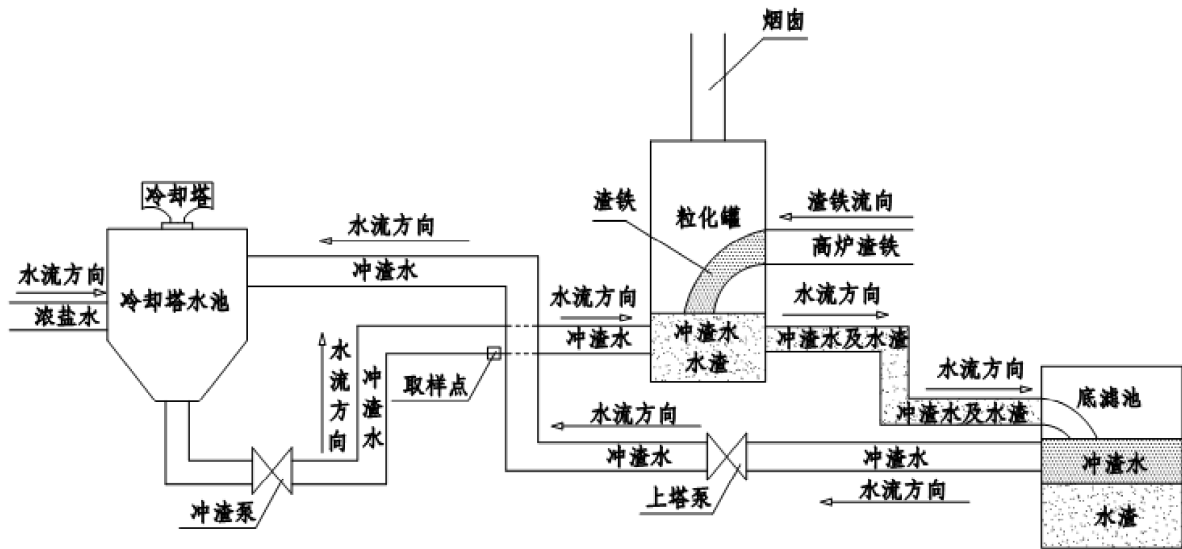 烟囱
冷却塔
渣铁
粒化罐
渣铁流向
高炉渣铁
水流方向
冲渣水
水流方向
浓盐水
冷却塔水池
水流方向
冲渣水
水流方向
冲渣水
水渣
冲渣水及水渣
水流方向
冲渣水
取样点
水流方向
冲渣水及水渣
底滤池
水流方向
冲渣水
冲渣水
冲渣水
水流方向
水渣
冲渣泵
上塔泵